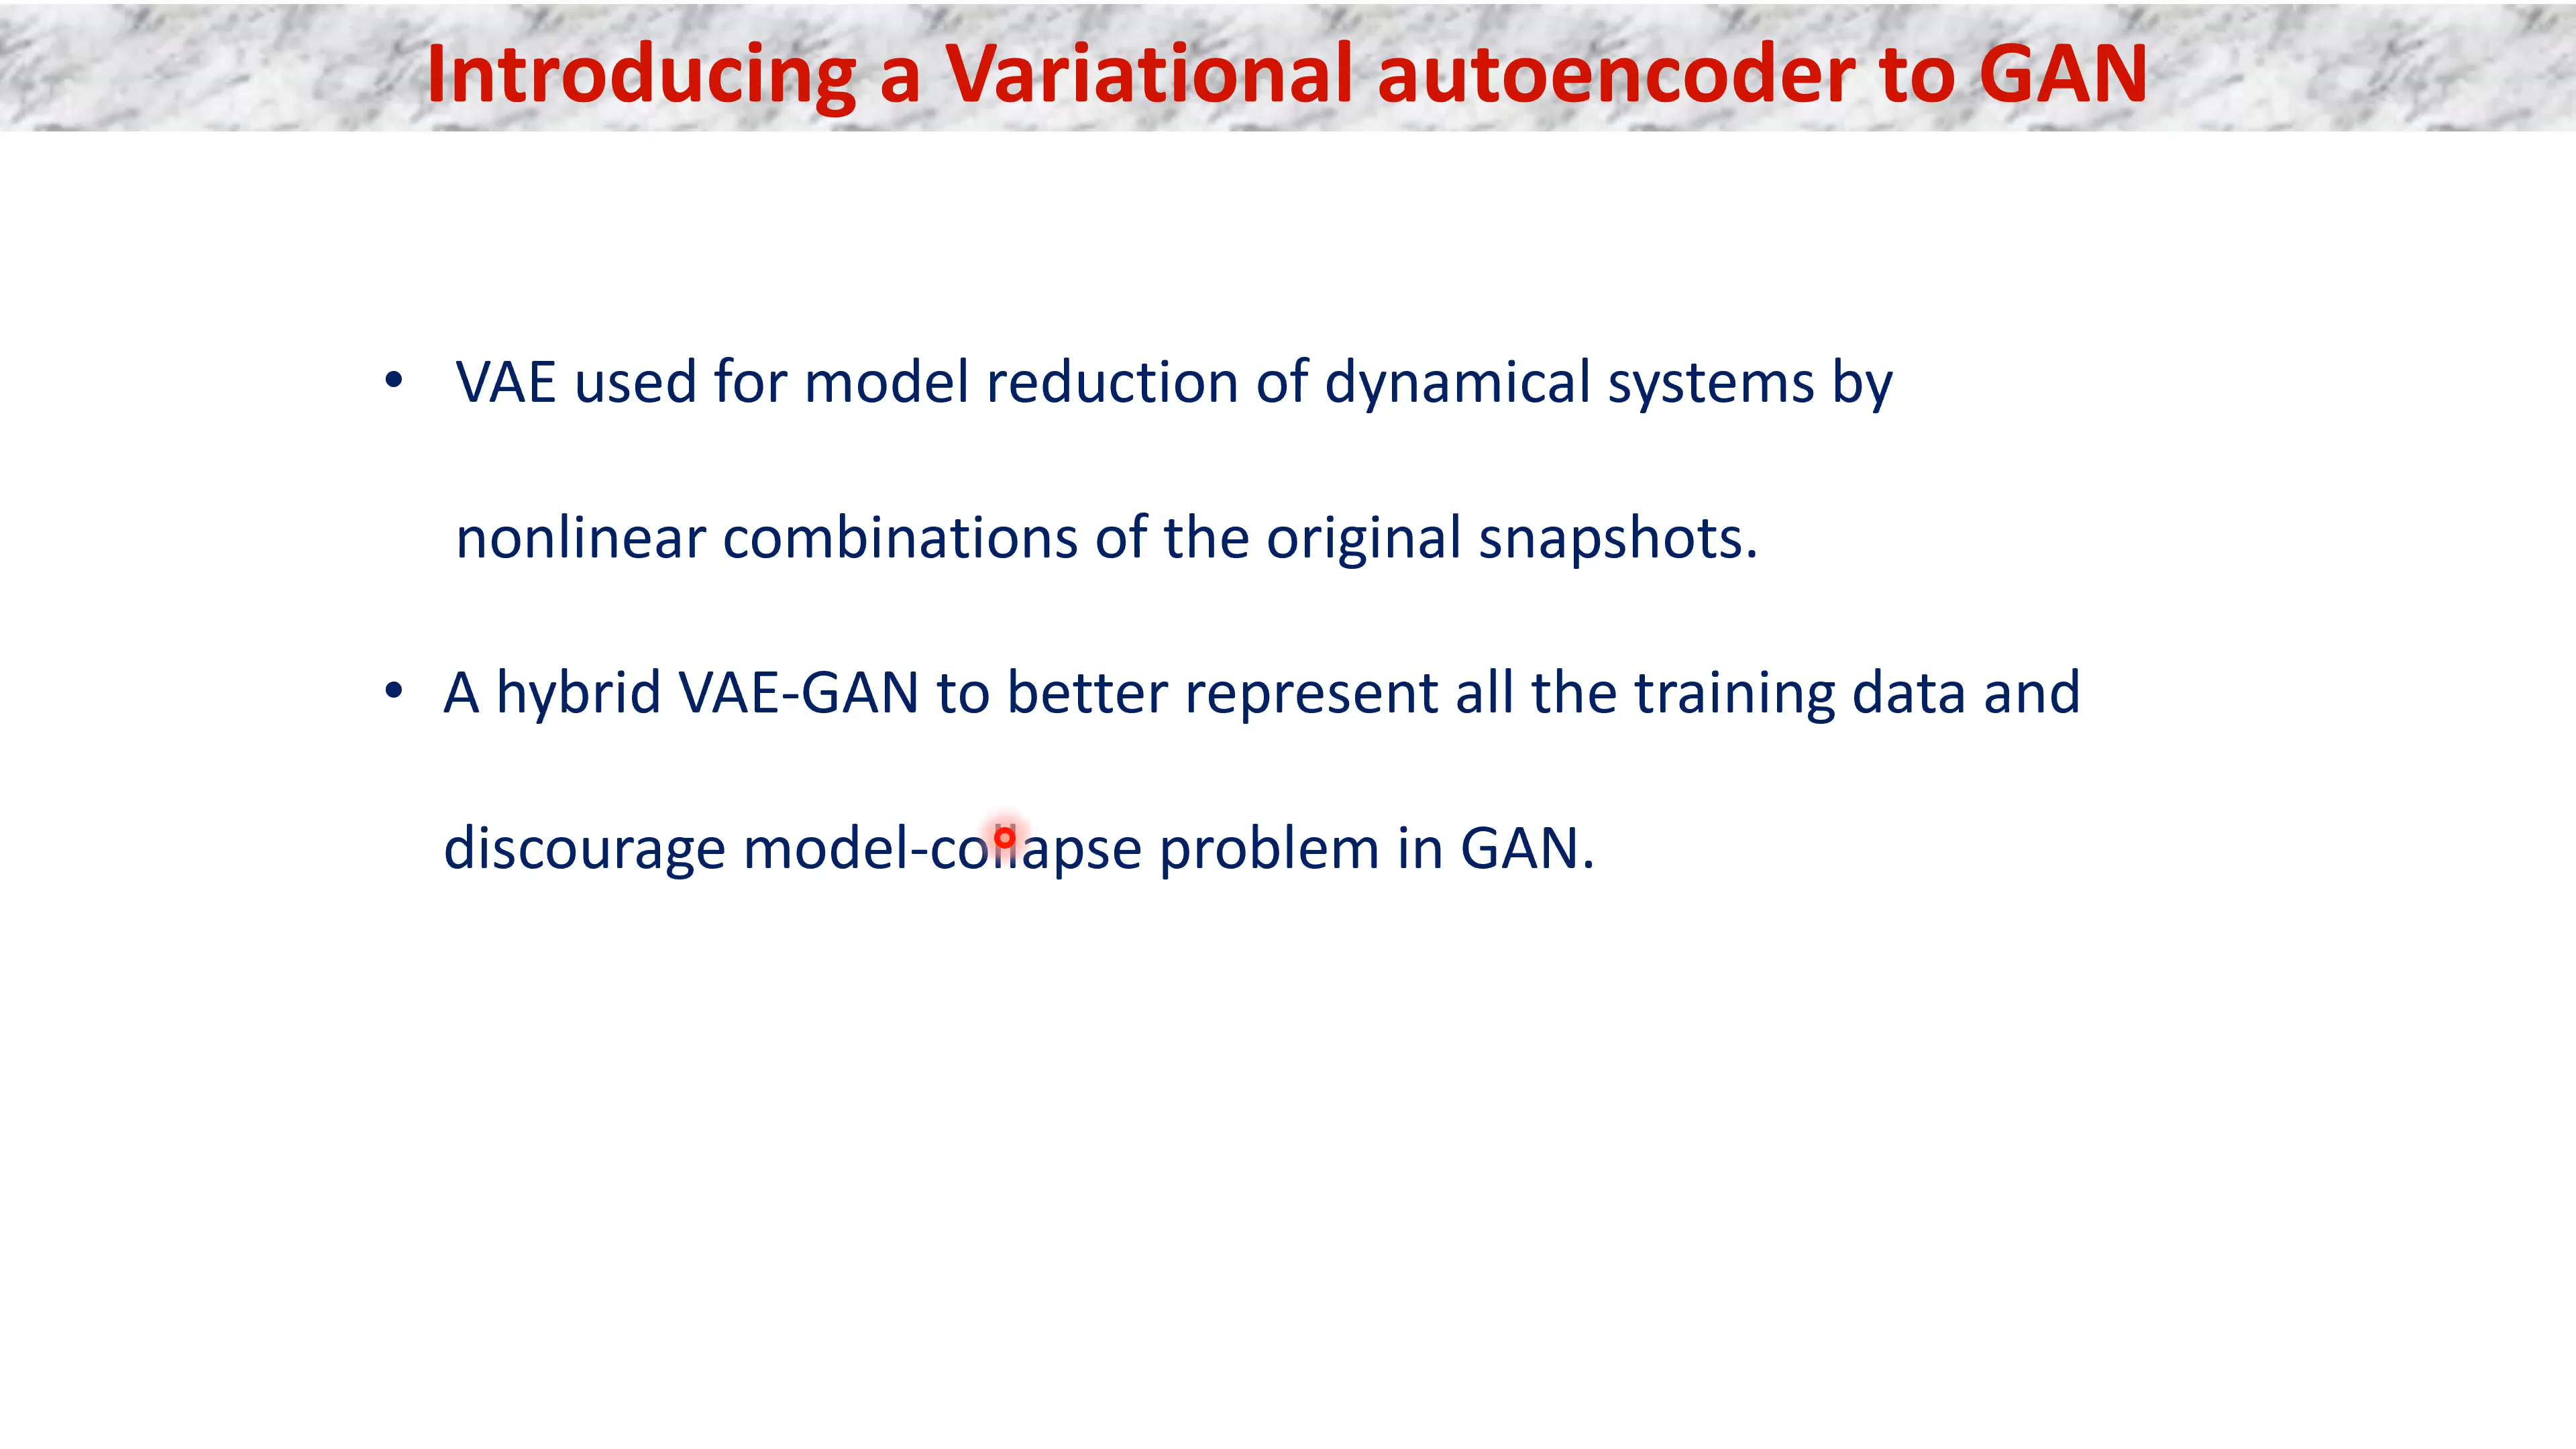 Introducing a Variational autoencoder to GAN
• VAE used for model reduction of dynamical systems by
nonlinear combinations of the original snapshots.
• A hybrid VAE-GAN to better represent all the training data and
discourage model-collapse problem in GAN.